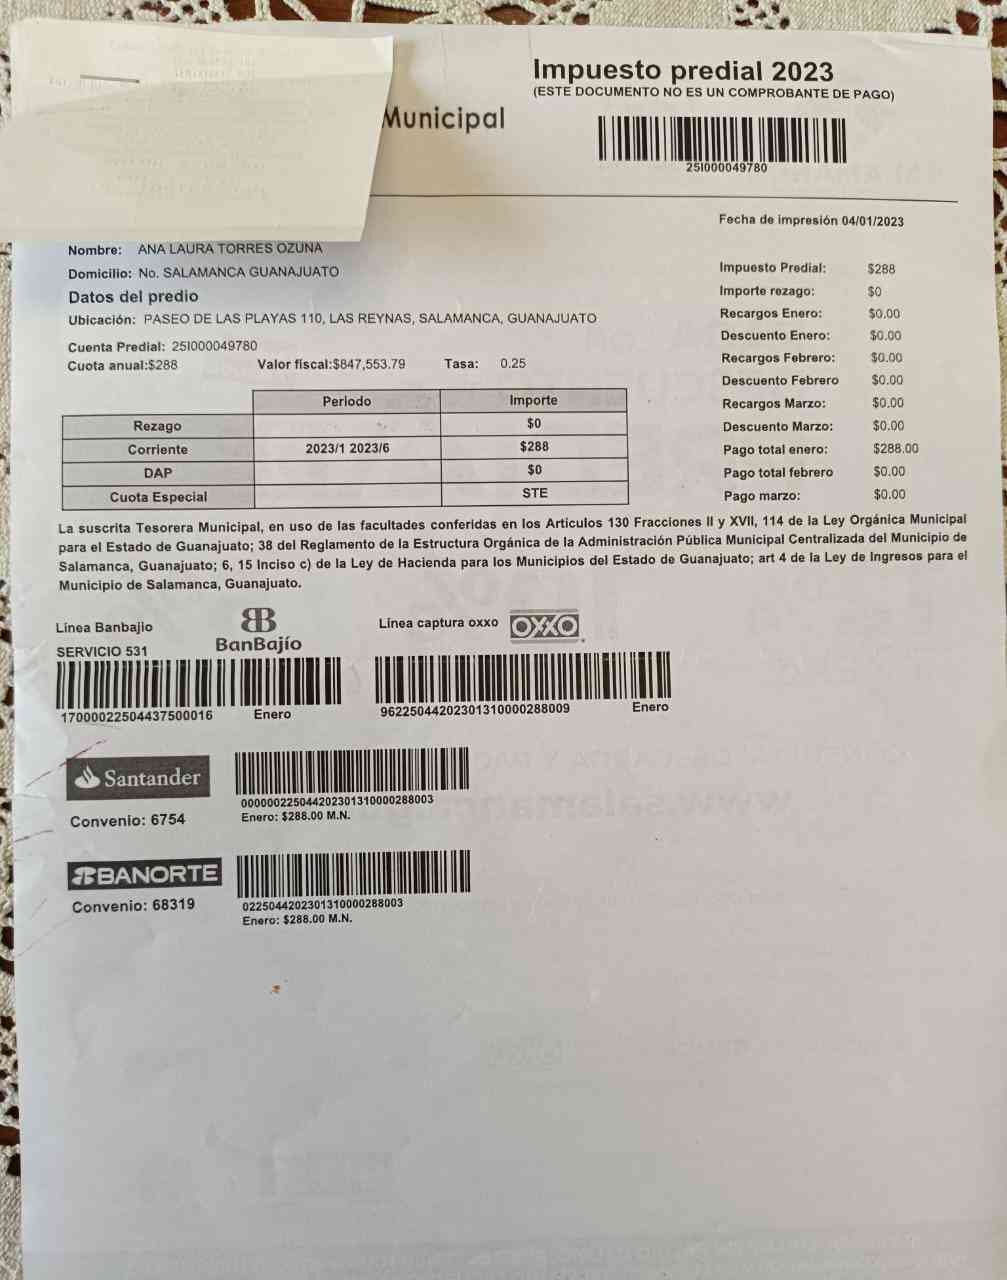 Impuesto predial 2023
(ESTE DOCUMENTO NO ES UN COMPROBANTE DE PAGO)
Municipal
25I000049780
Fecha de impresión 04/01/2023
Nombre: ANA LAURA TORRES OZUNA
Domicilio: No. SALAMANCA GUANAJUATO
Datos del predio
Ubicación: PASEO DE LAS PLAYAS 110, LAS REYNAS, SALAMANCA, GUANAJUATO
Cuenta Predial: 25I000049780
Cuota anual:$288 Valor fiscal:$847,553.79 Tasa: 0.25
Impuesto Predial: $288
Importe rezago: $0
Recargos Enero: $0.00
Descuento Enero: $0.00
Recargos Febrero: $0.00
Descuento Febrero $0.00
Recargos Marzo: $0.00
Descuento Marzo: $0.00
Pago total enero: $288.00
Pago total febrero $0.00
Pago marzo: $0.00
Periodo Importe
Rezago $0
Corriente 2023/1 2023/6 $288
DAP $0
Cuota Especial STE
La suscrita Tesorera Municipal, en uso de las facultades conferidas en los Articulos 130 Fracciones II y XVII, 114 de la Ley Orgánica Municipal
para el Estado de Guanajuato; 38 del Reglamento de la Estructura Orgánica de la Administración Pública Municipal Centralizada del Municipio de
Salamanca, Guanajuato; 6, 15 Inciso c) de la Ley de Hacienda para los Municipios del Estado de Guanajuato; art 4 de la Ley de Ingresos para el
Municipio de Salamanca, Guanajuato.
Línea Banbajio
BanBajío
SERVICIO 531
17000022504437500016 Enero
Línea captura oxxo OXXO
96225044202301310000288009 Enero
Santander
Convenio: 6754
000000225044202301310000288003
Enero: $288.00 M.N.
BANORTE
Convenio: 68319
0225044202301310000288003
Enero: $288.00 M.N.